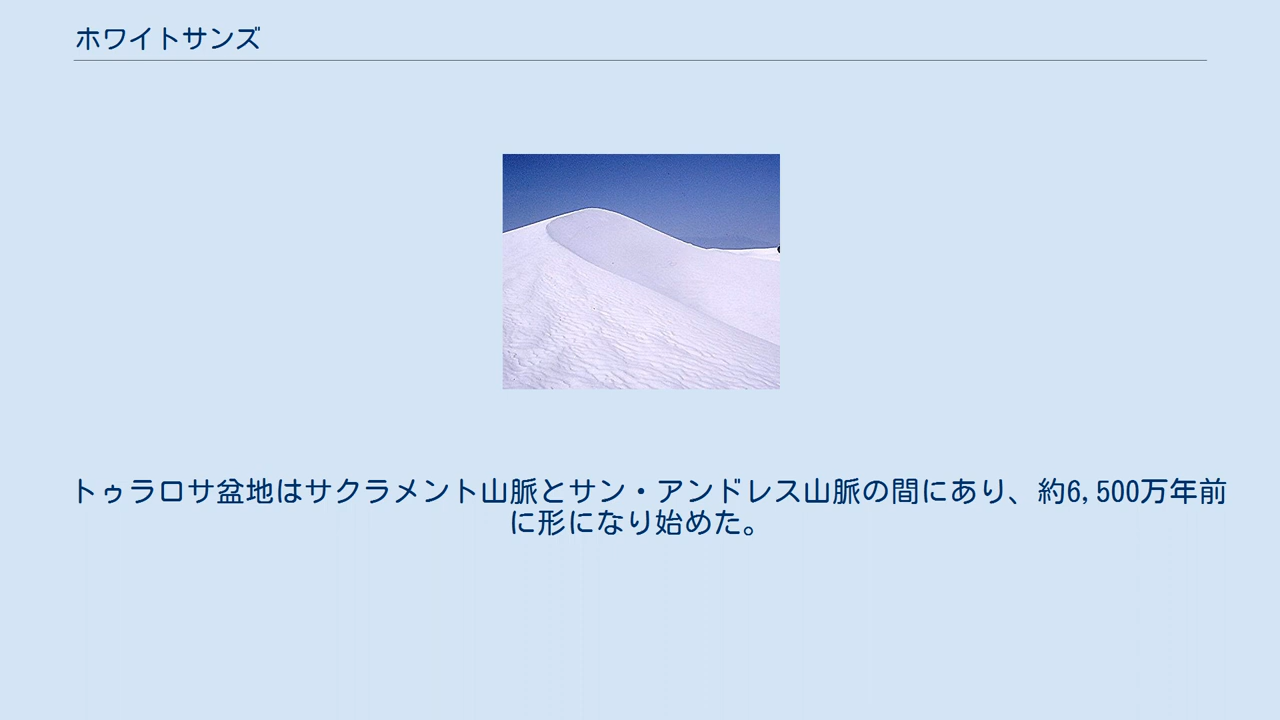 ホワイトサンズ
トゥラロサ盆地はサクラメント山脈とサン・アンドレス山脈の間にあり、約6,500万年前
に形になり始めた。